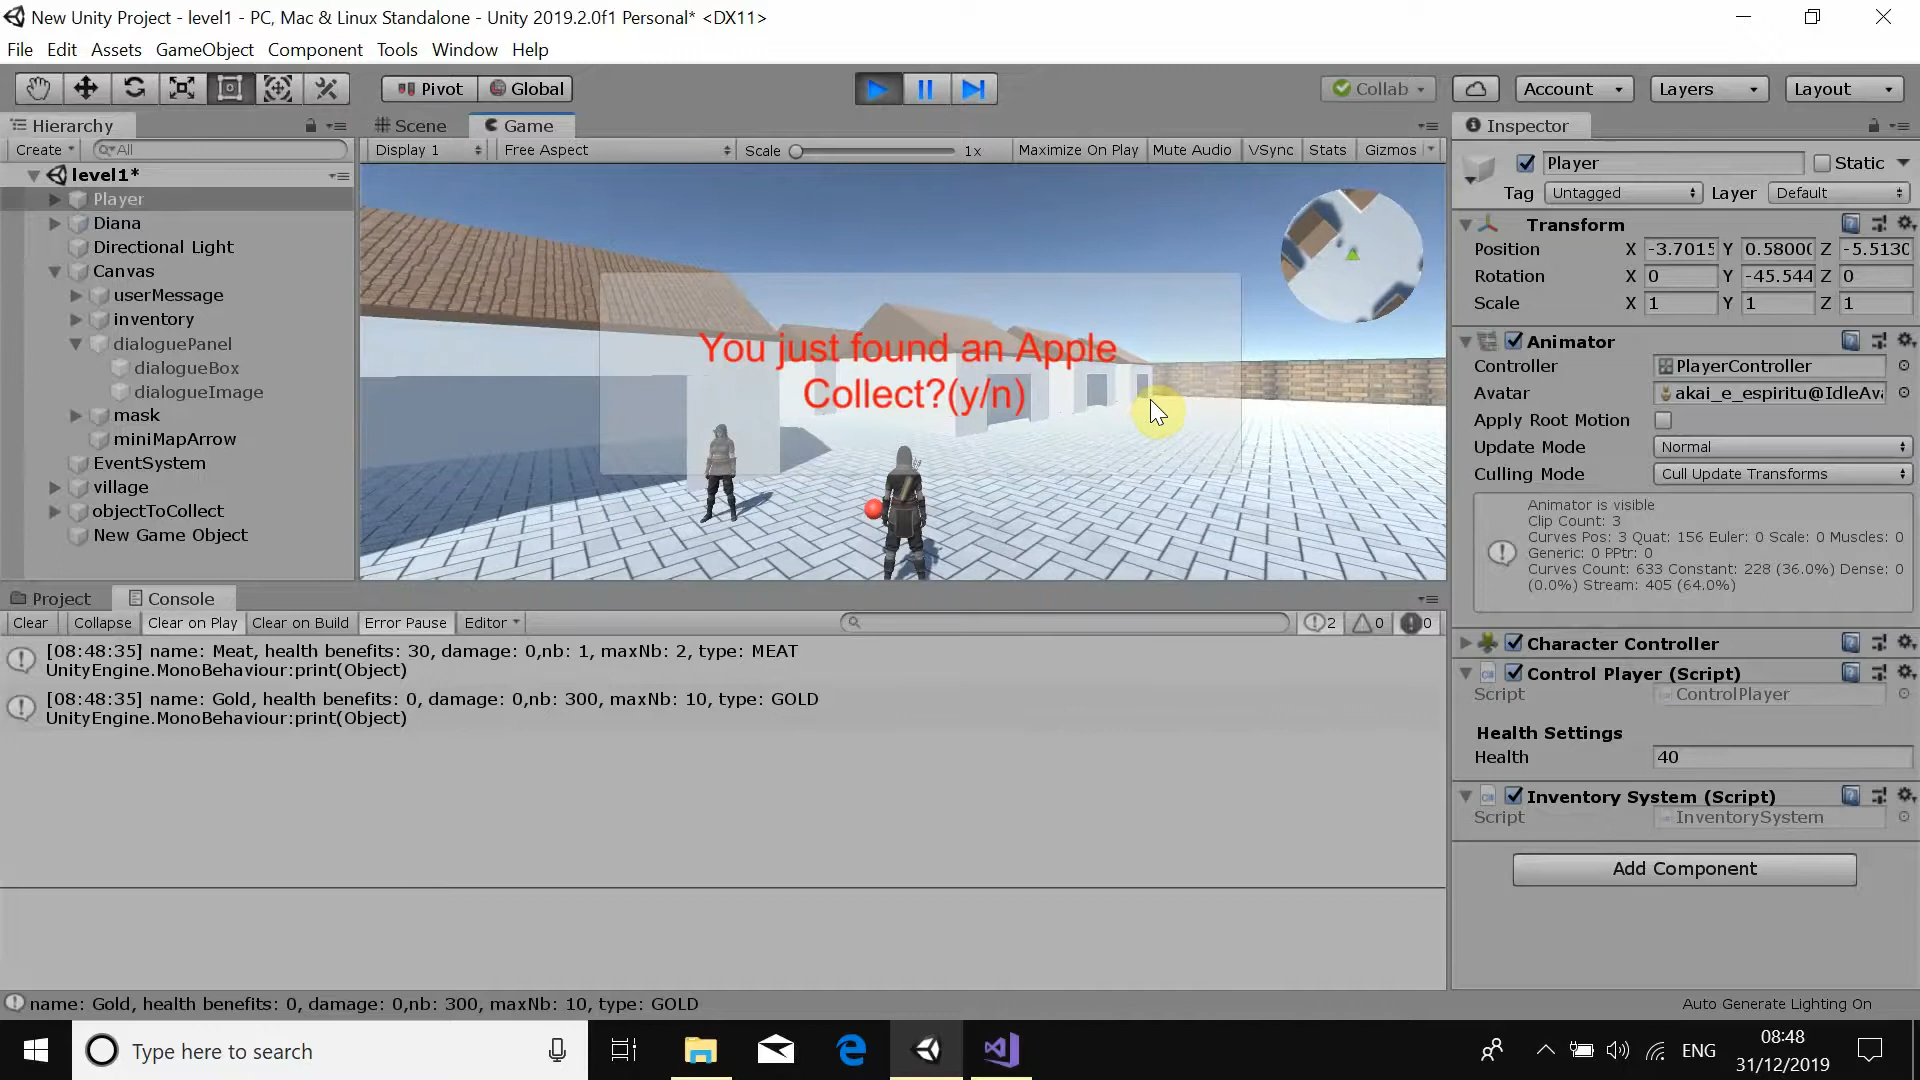 New Unity Project - level1 - PC, Mac & Linux Standalone - Unity 2019.2.0f1 Personal* <DX11>
File Edit Assets GameObject Component Tools Window Help
Pivot Global Collab Account Layers Layout
Hierarchy
Create All
level1*
Player
Diana
Directional Light
Canvas
userMessage
inventory
dialoguePanel
dialogueBox
dialogueImage
mask
miniMapArrow
EventSystem
village
objectToCollect
New Game Object
Scene Game
Display 1 Free Aspect Scale 1x Maximize On Play Mute Audio VSync Stats Gizmos
You just found an Apple
Collect?(y/n)
Inspector
Player Static
Tag Untagged Layer Default
Transform
Position X -3.7015 Y 0.5800( Z -5.5130
Rotation X 0 Y -45.544 Z 0
Scale X 1 Y 1 Z 1
Animator
Controller PlayerController
Avatar akai_e_espiritu@IdleAva
Apply Root Motion
Update Mode Normal
Culling Mode Cull Update Transforms
Animator is visible
Clip Count: 3
Curves Pos: 3 Quat: 156 Euler: 0 Scale: 0 Muscles: 0
Generic: 0 PPtr: 0
Curves Count: 633 Constant: 228 (36.0%) Dense: 0
(0.0%) Stream: 405 (64.0%)
Character Controller
Control Player (Script)
Script ControlPlayer
Health Settings
Health 40
Inventory System (Script)
Script InventorySystem
Add Component
Project Console
Clear Collapse Clear on Play Clear on Build Error Pause Editor 2 0 0
[08:48:35] name: Meat, health benefits: 30, damage: 0,nb: 1, maxNb: 2, type: MEAT
UnityEngine.MonoBehaviour:print(Object)
[08:48:35] name: Gold, health benefits: 0, damage: 0,nb: 300, maxNb: 10, type: GOLD
UnityEngine.MonoBehaviour:print(Object)
name: Gold, health benefits: 0, damage: 0,nb: 300, maxNb: 10, type: GOLD
Auto Generate Lighting On
Type here to search
ENG
08:48
31/12/2019